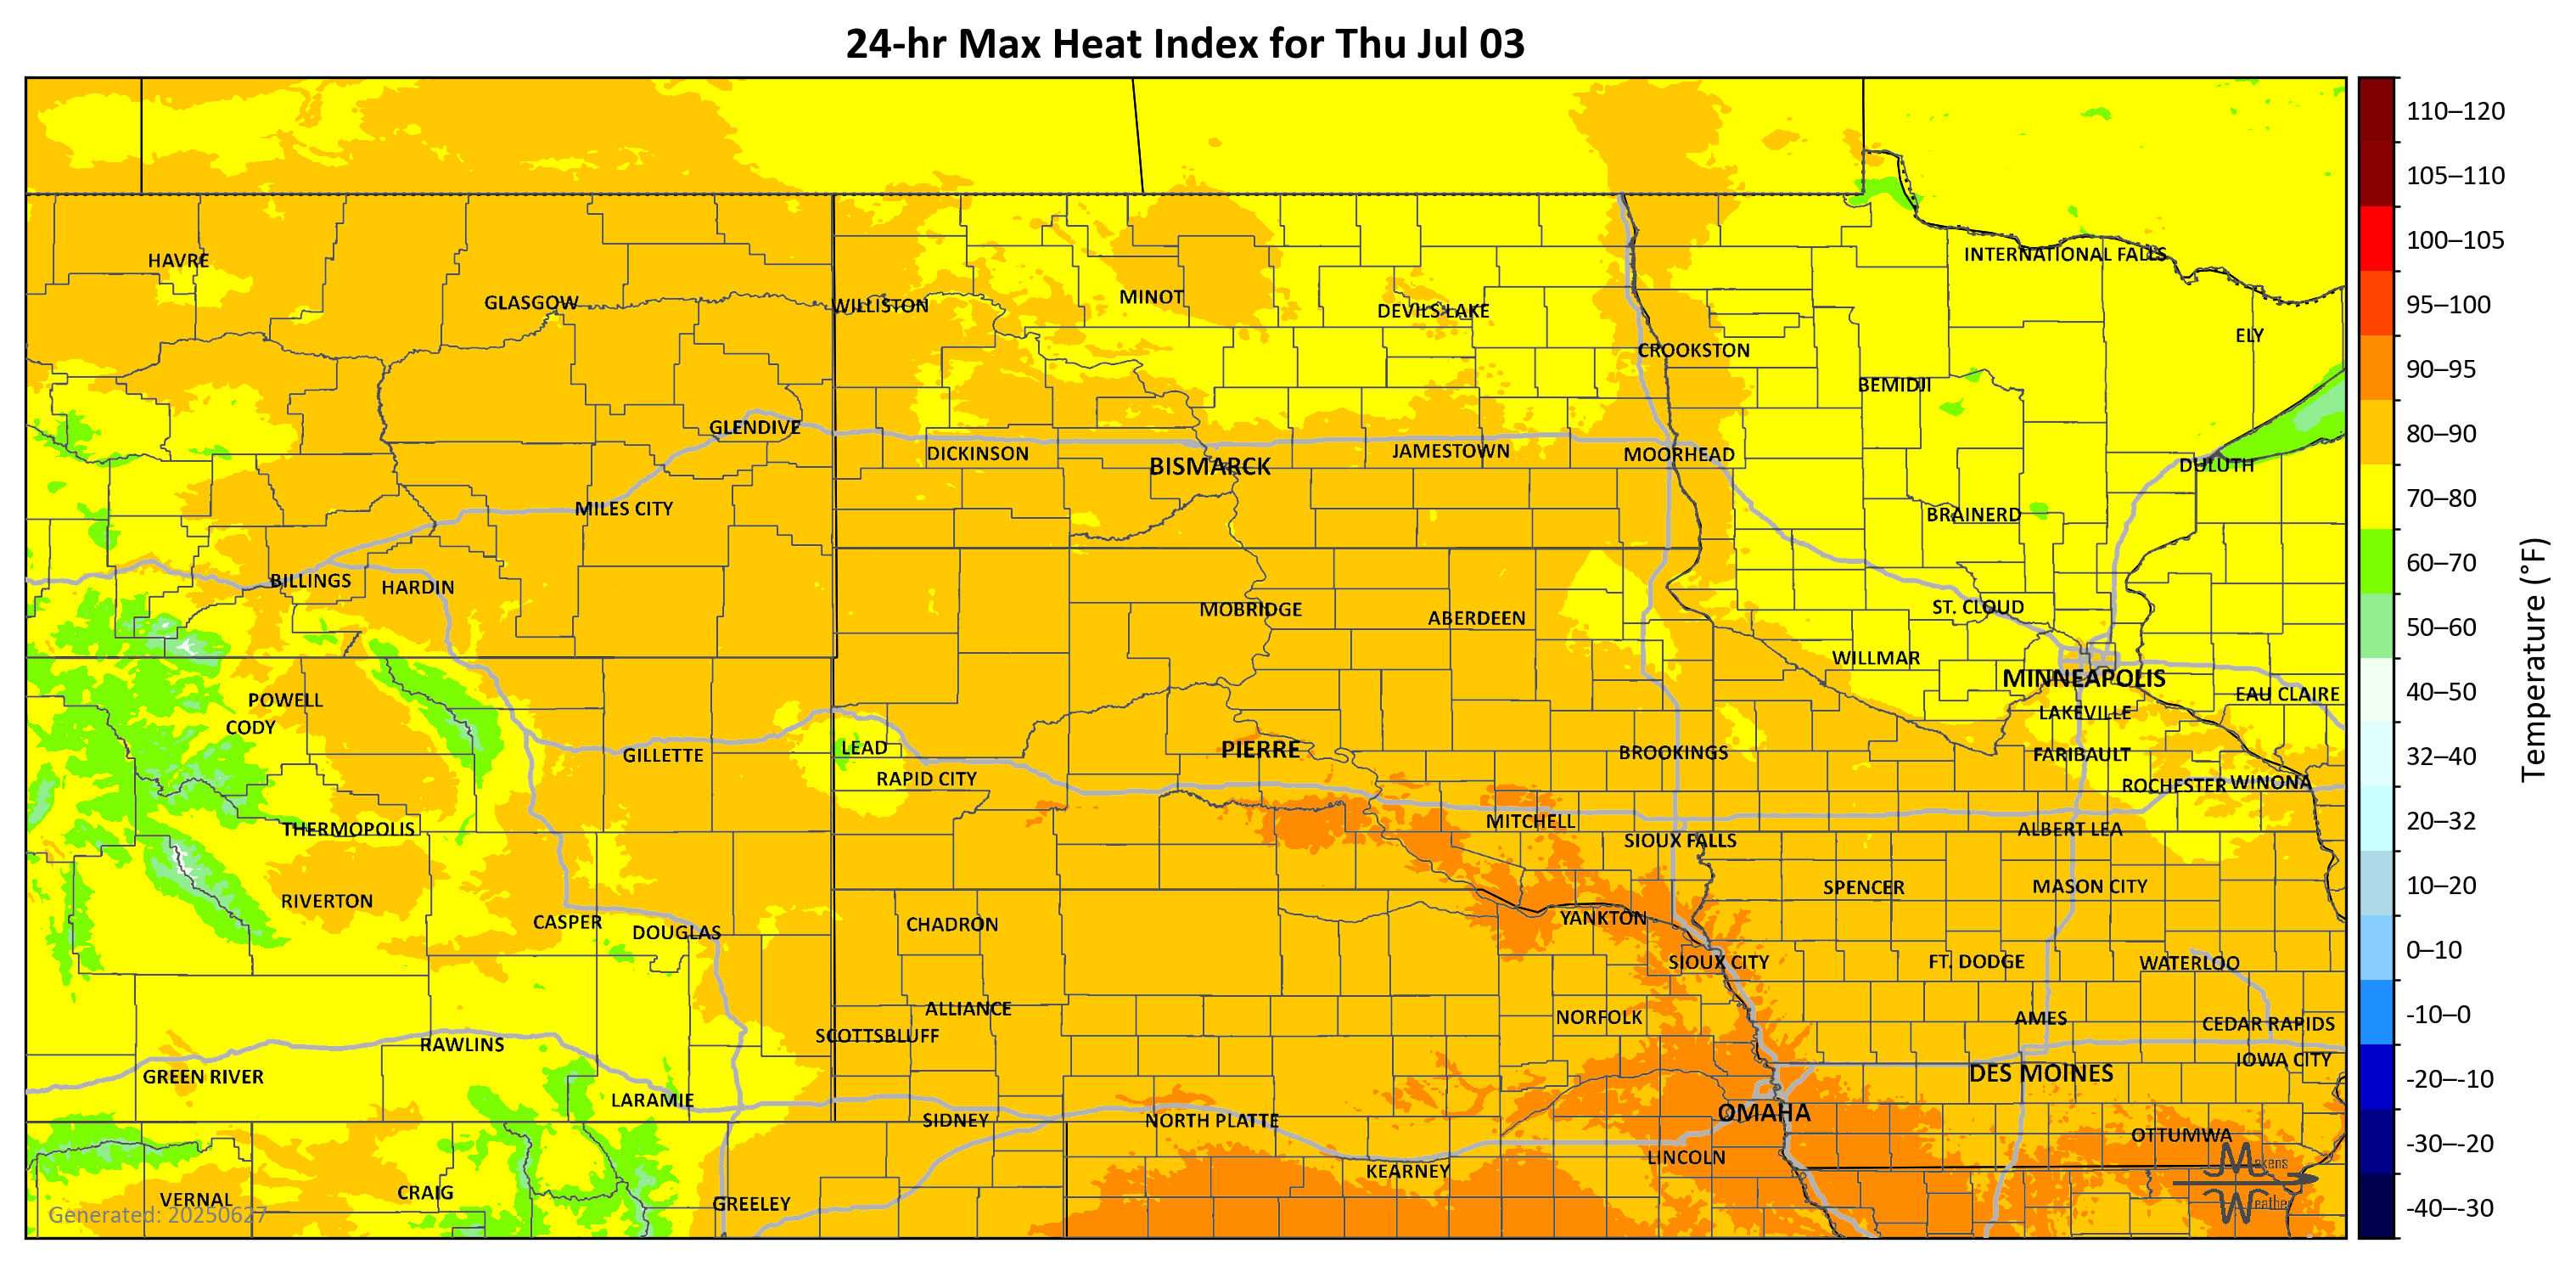 24-hr Max Heat Index for Thu Jul 03
110–120
105–110
HAVRE
INTERNATIONAL FALLS
100–105
GLASGOW
WILLISTON
MINOT
DEVILS LAKE
95–100
CROOKSTON
ELY
BEMIDJI
90–95
GLENDIVE
DICKINSON
BISMARCK
JAMESTOWN
MOORHEAD
DULUTH
80–90
MILES CITY
BRAINERD
70–80
BILLINGS
HARDIN
60–70
MOBRIDGE
ABERDEEN
ST. CLOUD
50–60
WILLMAR
MINNEAPOLIS
POWELL
EAU CLAIRE
40–50
CODY
LAKEVILLE
GILLETTE
LEAD
PIERRE
BROOKINGS
FARIBAULT
32–40
RAPID CITY
ROCHESTER
WINONA
THERMOPOLIS
MITCHELL
SIOUX FALLS
ALBERT LEA
20–32
RIVERTON
SPENCER
MASON CITY
10–20
CASPER
DOUGLAS
CHADRON
YANKTON
SIOUX CITY
FT. DODGE
WATERLOO
0–10
ALLIANCE
NORFOLK
AMES
CEDAR RAPIDS
-10–0
SCOTTSBLUFF
RAWLINS
IOWA CITY
GREEN RIVER
DES MOINES
-20–-10
LARAMIE
SIDNEY
NORTH PLATTE
OMAHA
OTTUMWA
-30–-20
KEARNEY
LINCOLN
Makens
Weather
VERNAL
CRAIG
GREELEY
-40–-30
Generated: 20250627
Temperature (°F)